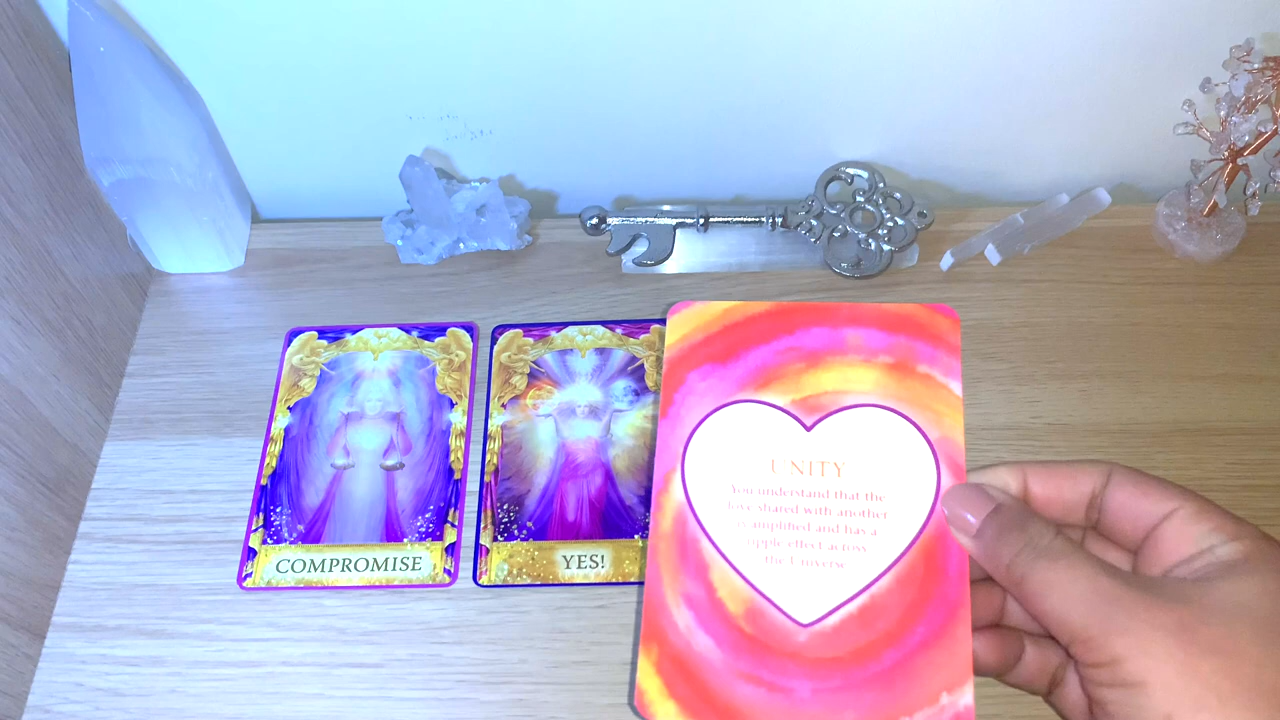 COMPROMISE
YES!
UNITY
You understand that the
love shared with another
is amplified and has a
ripple effect across
the Universe